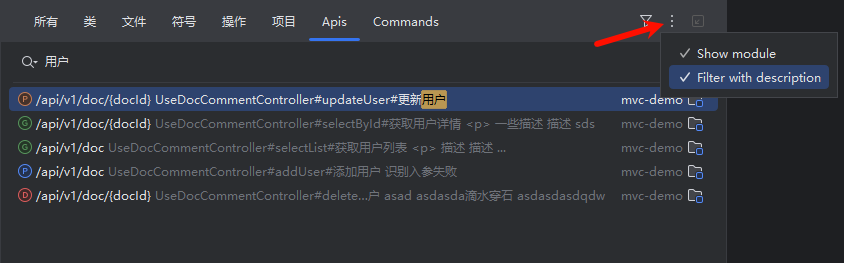 所有 类 文件 符号 操作 项目 Apis Commands
Show module
用户
Filter with description
P /api/v1/doc/{docId} UseDocCommentController#updateUser#更新用户 mvc-demo
G /api/v1/doc/{docId} UseDocCommentController#selectById#获取用户详情 <p> 一些描述 描述 sds mvc-demo
G /api/v1/doc UseDocCommentController#selectList#获取用户列表 <p> 描述 描述 ... mvc-demo
P /api/v1/doc UseDocCommentController#addUser#添加用户 识别入参失败 mvc-demo
D /api/v1/doc/{docId} UseDocCommentController#delete...户 asad asdasda滴水穿石 asdasdasdqdw mvc-demo